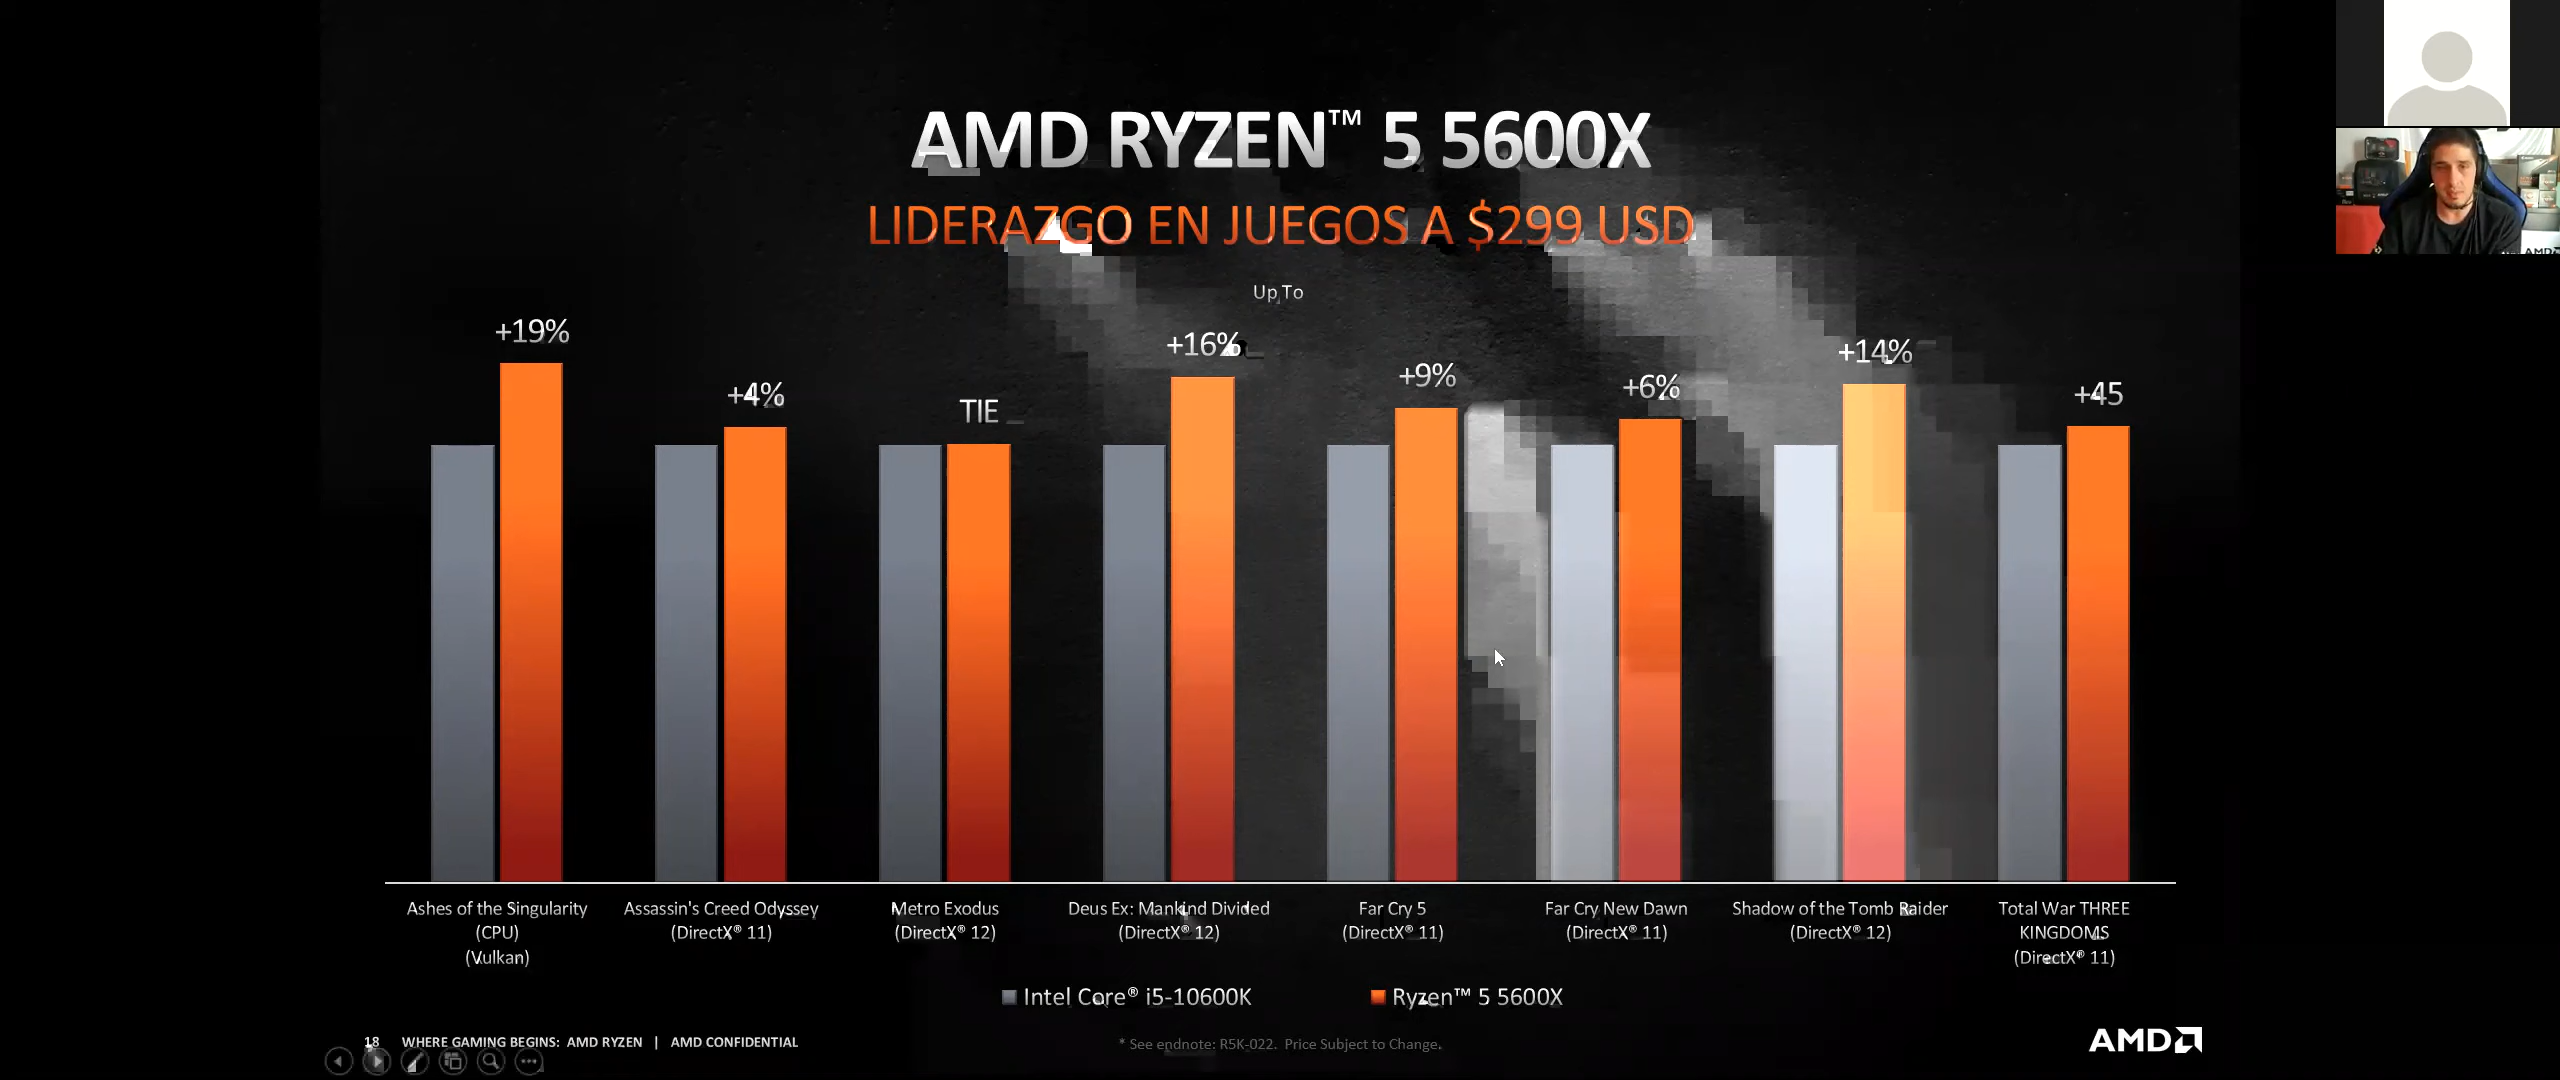 AMD RYZEN™ 5 5600X
LIDERAZGO EN JUEGOS A $299 USD
Up To
+19%
+4%
TIE
+16%
+9%
+6%
+14%
+45
Ashes of the Singularity
(CPU)
(Vulkan)
Assassin's Creed Odyssey
(DirectX® 11)
Metro Exodus
(DirectX® 12)
Deus Ex: Mankind Divided
(DirectX® 12)
Far Cry 5
(DirectX® 11)
Far Cry New Dawn
(DirectX® 11)
Shadow of the Tomb Raider
(DirectX® 12)
Total War THREE
KINGDOMS
(DirectX® 11)
Intel Core® i5-10600K
Ryzen™ 5 5600X
18 WHERE GAMING BEGINS: AMD RYZEN | AMD CONFIDENTIAL
* See endnote: R5K-022. Price Subject to Change.
AMD
AMD